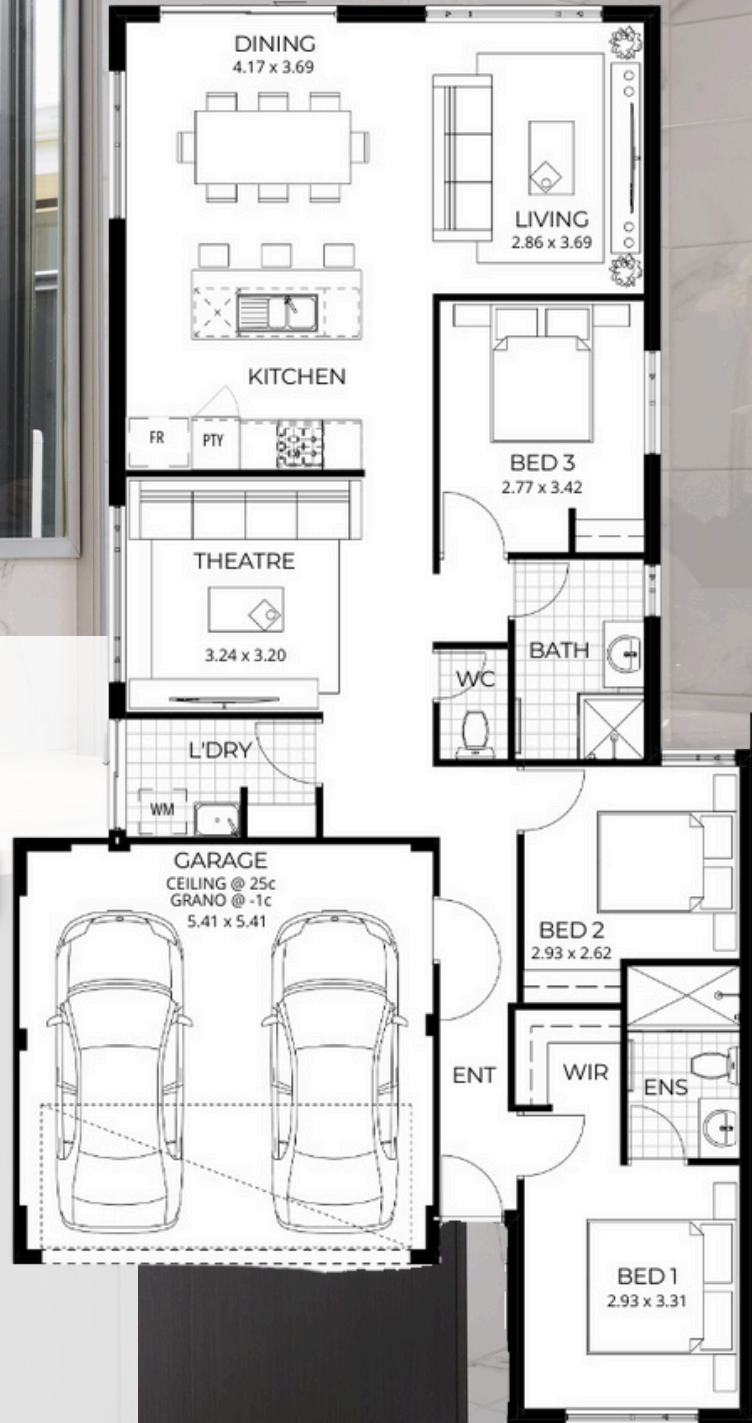 DINING
4.17 x 3.69
LIVING
2.86 x 3.69
KITCHEN
FR
PTY
BED 3
2.77 x 3.42
THEATRE
3.24 x 3.20
BATH
WC
L'DRY
WM
GARAGE
CEILING @ 25c
GRANO @ -1c
5.41 x 5.41
BED 2
2.93 x 2.62
ENT
WIR
ENS
BED 1
2.93 x 3.31